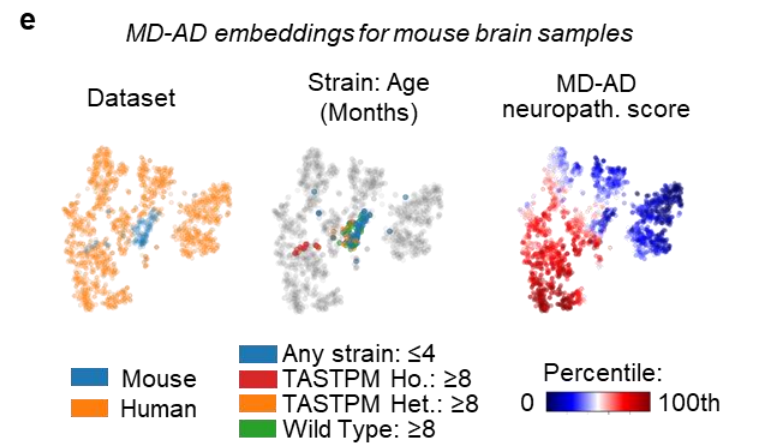 e
MD-AD embeddings for mouse brain samples
Dataset
Strain: Age
(Months)
MD-AD
neuropath. score
Mouse
Human
Any strain: ≤4
TASTPM Ho.: ≥8
TASTPM Het.: ≥8
Wild Type: ≥8
Percentile:
0 100th